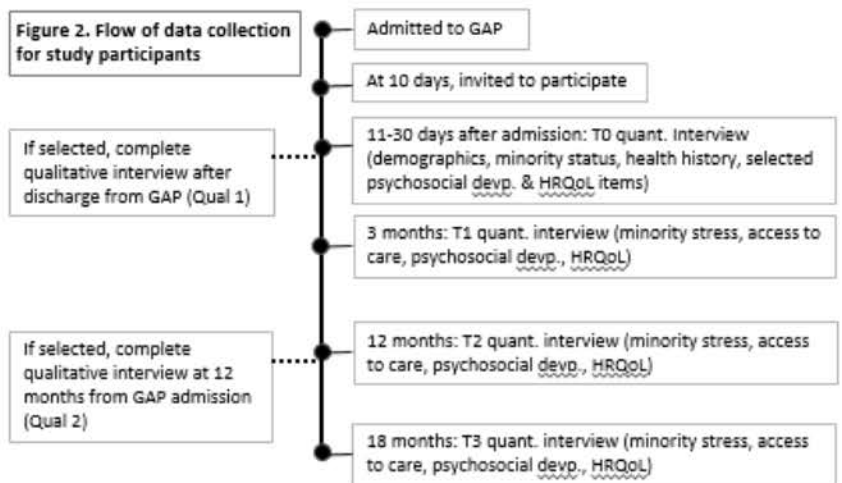 Figure 2. Flow of data collection
for study participants
Admitted to GAP
At 10 days, invited to participate
If selected, complete
qualitative interview after
discharge from GAP (Qual 1)
11-30 days after admission: T0 quant. Interview
(demographics, minority status, health history, selected
psychosocial devp. & HRQoL items)
3 months: T1 quant. interview (minority stress, access to
care, psychosocial devp., HRQoL)
If selected, complete
qualitative interview at 12
months from GAP admission
(Qual 2)
12 months: T2 quant. interview (minority stress, access
to care, psychosocial devp., HRQoL)
18 months: T3 quant. interview (minority stress, access
to care, psychosocial devp., HRQoL)